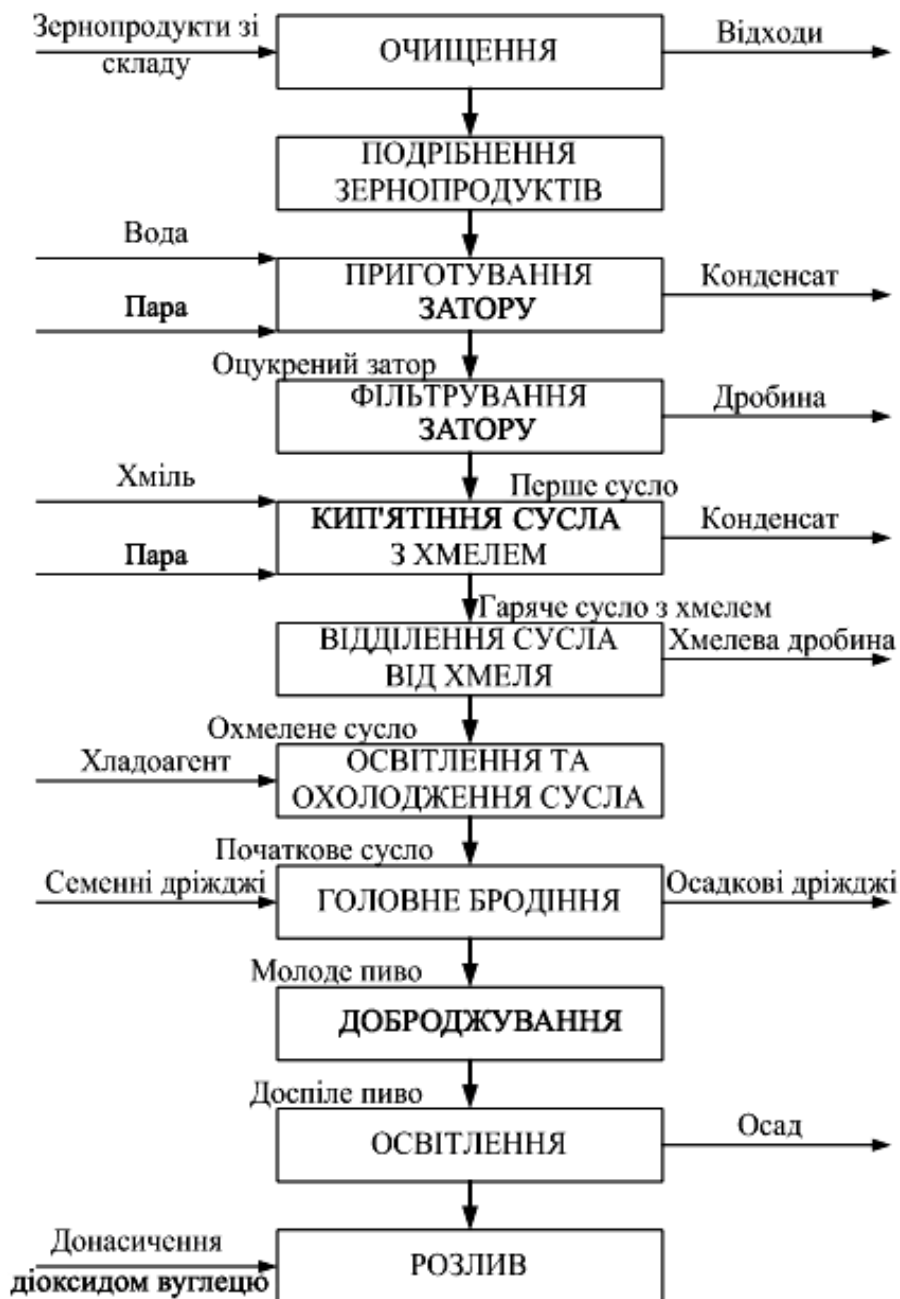 Зернопродукти зі
складу
ОЧИЩЕННЯ
Відходи
ПОДРІБНЕННЯ
ЗЕРНОПРОДУКТІВ
Вода
Пара
ПРИГОТУВАННЯ
ЗАТОРУ
Конденсат
Оцукрений затор
ФІЛЬТРУВАННЯ
ЗАТОРУ
Дробина
Перше сусло
Хміль
Пара
КИП'ЯТІННЯ СУСЛА
З ХМЕЛЕМ
Конденсат
Гаряче сусло з хмелем
ВІДДІЛЕННЯ СУСЛА
ВІД ХМЕЛЯ
Хмелева дробина
Охмелене сусло
Хладоагент
ОСВІТЛЕННЯ ТА
ОХОЛОДЖЕННЯ СУСЛА
Початкове сусло
Семенні дріжджі
ГОЛОВНЕ БРОДІННЯ
Осадкові дріжджі
Молоде пиво
ДОБРОДЖУВАННЯ
Доспіле пиво
ОСВІТЛЕННЯ
Осад
Донасичення
діоксидом вуглецю
РОЗЛИВ